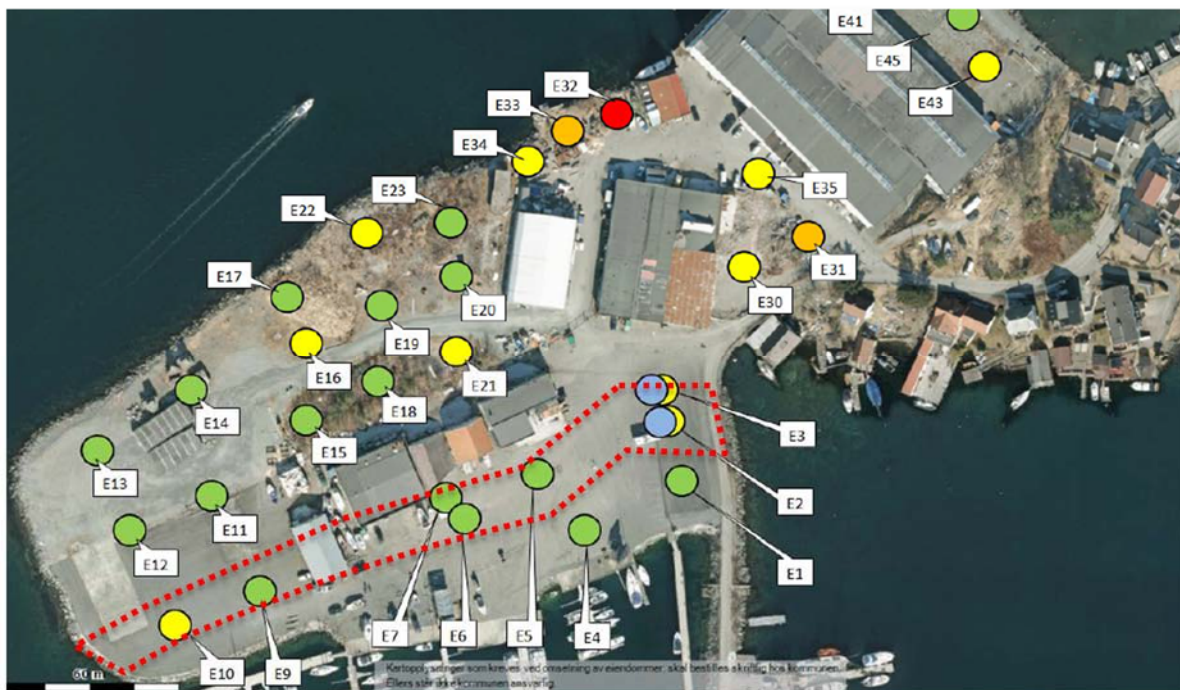 E41
E45
E43
E32
E33
E34
E35
E23
E22
E31
E17
E30
E20
E19
E16
E21
E18
E14
E15
E3
E13
E2
E11
E12
E1
E10
E9
E7
E6
E5
E4
60 m
Kartopplysninger som kreves ved omsetning av eiendommer, skal bestilles skriftlig hos kommunen.
Ellers står ikke kommunen ansvarlig.